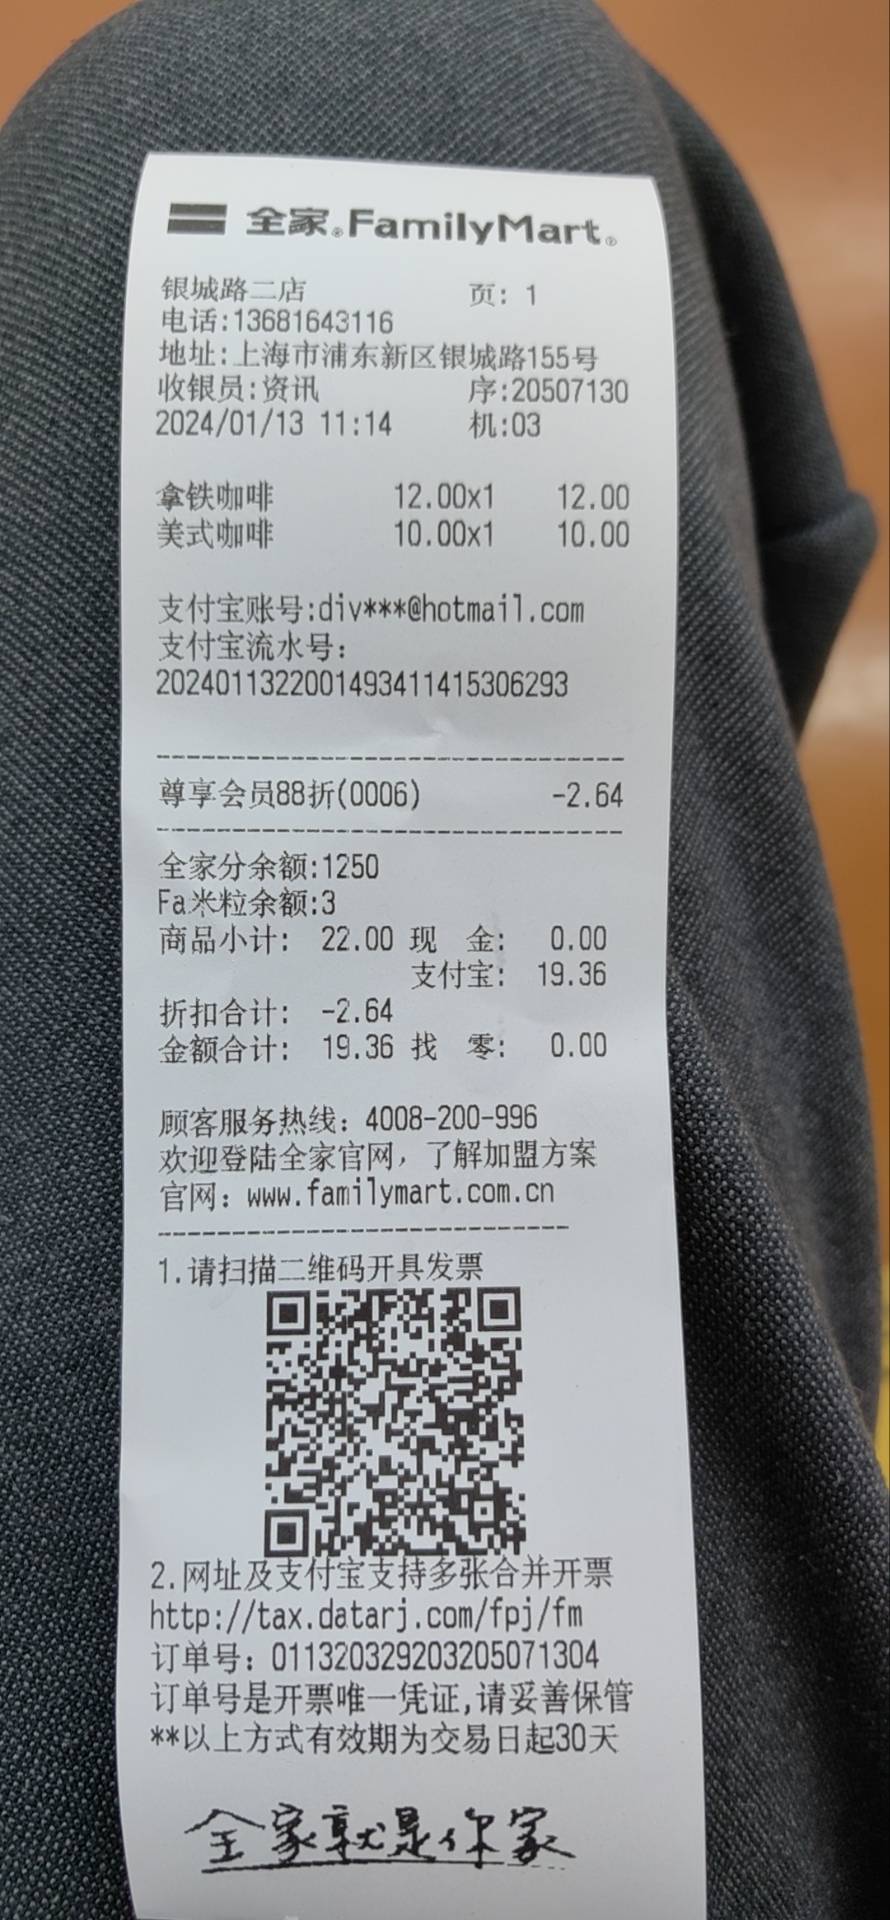 全家®FamilyMart®
银城路二店 页: 1
电话:13681643116
地址:上海市浦东新区银城路155号
收银员:资讯 序:20507130
2024/01/13 11:14 机:03
拿铁咖啡 12.00x1 12.00
美式咖啡 10.00x1 10.00
支付宝账号:div***@hotmail.com
支付宝流水号:
2024011322001493411415306293
尊享会员88折(0006) -2.64
全家分余额:1250
Fa米粒余额:3
商品小计: 22.00 现 金: 0.00
支付宝: 19.36
折扣合计: -2.64
金额合计: 19.36 找 零: 0.00
顾客服务热线: 4008-200-996
欢迎登陆全家官网，了解加盟方案
官网: www.familymart.com.cn
1.请扫描二维码开具发票
2.网址及支付宝支持多张合并开票
http://tax.datarj.com/fpj/fm
订单号: 011320329203205071304
订单号是开票唯一凭证,请妥善保管
**以上方式有效期为交易日起30天
全家就是你家